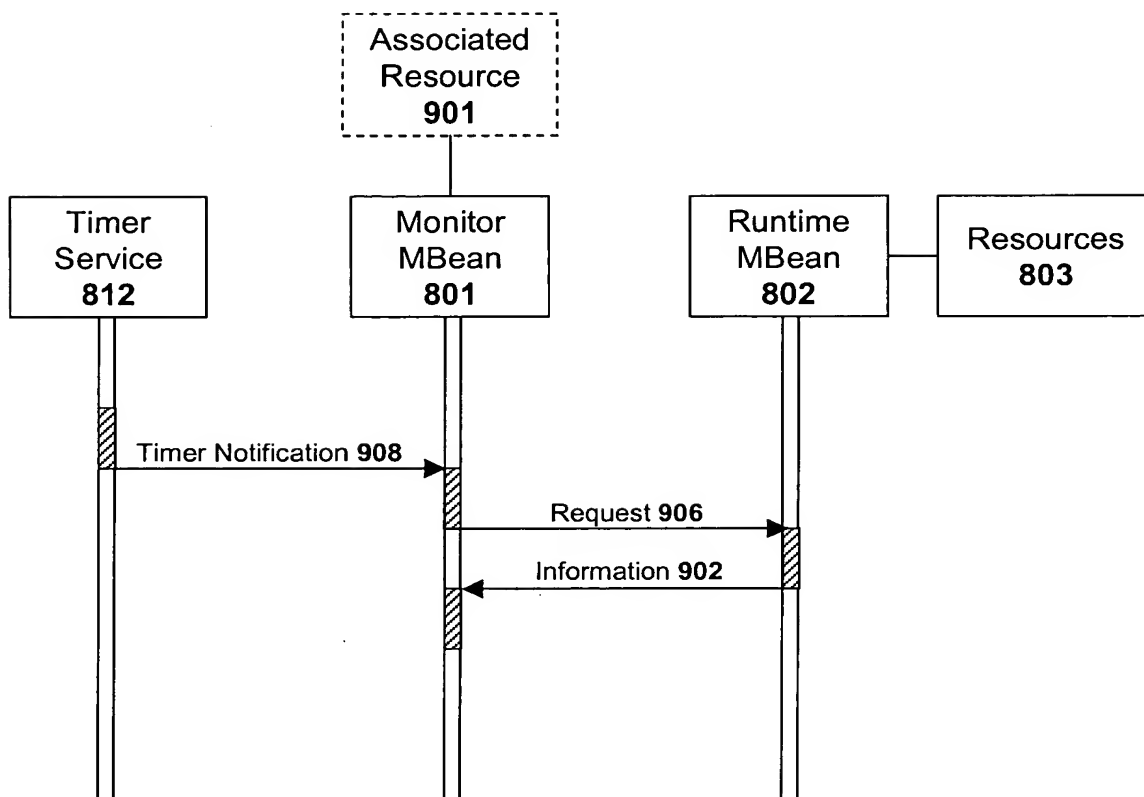 Associated
Resource
901
Timer
Service
812
Monitor
MBean
801
Runtime
MBean
802
Resources
803
Timer Notification 908
Request 906
Information 902